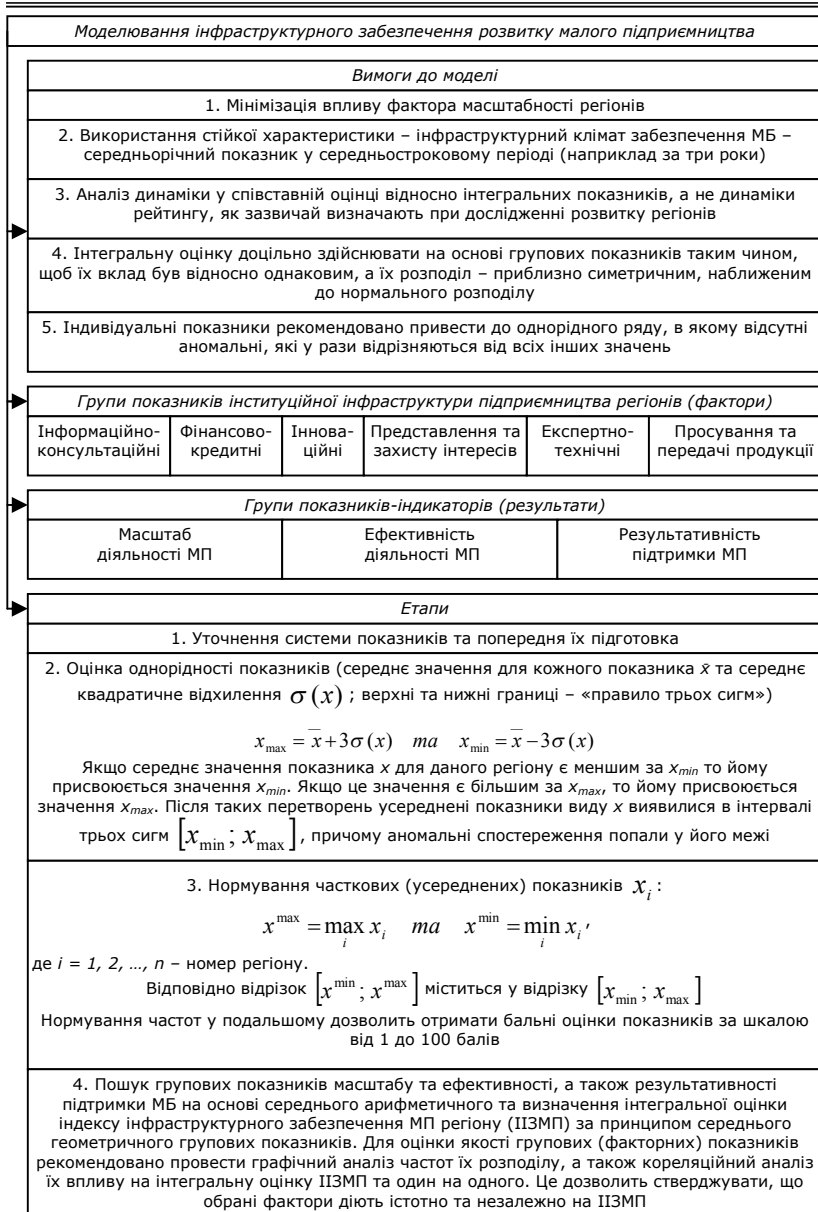 Моделювання інфраструктурного забезпечення розвитку малого підприємництва
Вимоги до моделі
1. Мінімізація впливу фактора масштабності регіонів
2. Використання стійкої характеристики – інфраструктурний клімат забезпечення МБ –
середньорічний показник у середньостроковому періоді (наприклад за три роки)
3. Аналіз динаміки у співставній оцінці відносно інтегральних показників, а не динаміки
рейтингу, як зазвичай визначають при дослідженні розвитку регіонів
4. Інтегральну оцінку доцільно здійснювати на основі групових показників таким чином,
щоб їх вклад був відносно однаковим, а їх розподіл – приблизно симетричним, наближеним
до нормального розподілу
5. Індивідуальні показники рекомендовано привести до однорідного ряду, в якому відсутні
аномальні, які у рази відрізняються від всіх інших значень
Групи показників інституційної інфраструктури підприємництва регіонів (фактори)
Інформаційно-
консультаційні
Фінансово-
кредитні
Іннова-
ційні
Представлення та
захисту інтересів
Експертно-
технічні
Просування та
передачі продукції
Групи показників-індикаторів (результати)
Масштаб
діяльності МП
Ефективність
діяльності МП
Результативність
підтримки МП
Етапи
1. Уточнення системи показників та попередня їх підготовка
2. Оцінка однорідності показників (середнє значення для кожного показника x̄ та середнє
квадратичне відхилення σ(x) ; верхні та нижні границі – «правило трьох сигм»)
x_max = x̄ + 3σ(x) та x_min = x̄ − 3σ(x)
Якщо середнє значення показника x для даного регіону є меншим за x_min то йому
присвоюється значення x_min. Якщо це значення є більшим за x_max, то йому присвоюється
значення x_max. Після таких перетворень усереднені показники виду x виявилися в інтервалі
трьох сигм [x_min ; x_max], причому аномальні спостереження попали у його межі
3. Нормування часткових (усереднених) показників x_i :
x^max = max_i x_i та x^min = min_i x_i ,
де i = 1, 2, ..., n – номер регіону.
Відповідно відрізок [x^min ; x^max] міститься у відрізку [x_min ; x_max]
Нормування частот у подальшому дозволить отримати бальні оцінки показників за шкалою
від 1 до 100 балів
4. Пошук групових показників масштабу та ефективності, а також результативності
підтримки МБ на основі середнього арифметичного та визначення інтегральної оцінки
індексу інфраструктурного забезпечення МП регіону (ІІЗМП) за принципом середнього
геометричного групових показників. Для оцінки якості групових (факторних) показників
рекомендовано провести графічний аналіз частот їх розподілу, а також кореляційний аналіз
їх впливу на інтегральну оцінку ІІЗМП та один на одного. Це дозволить стверджувати, що
обрані фактори діють істотно та незалежно на ІІЗМП